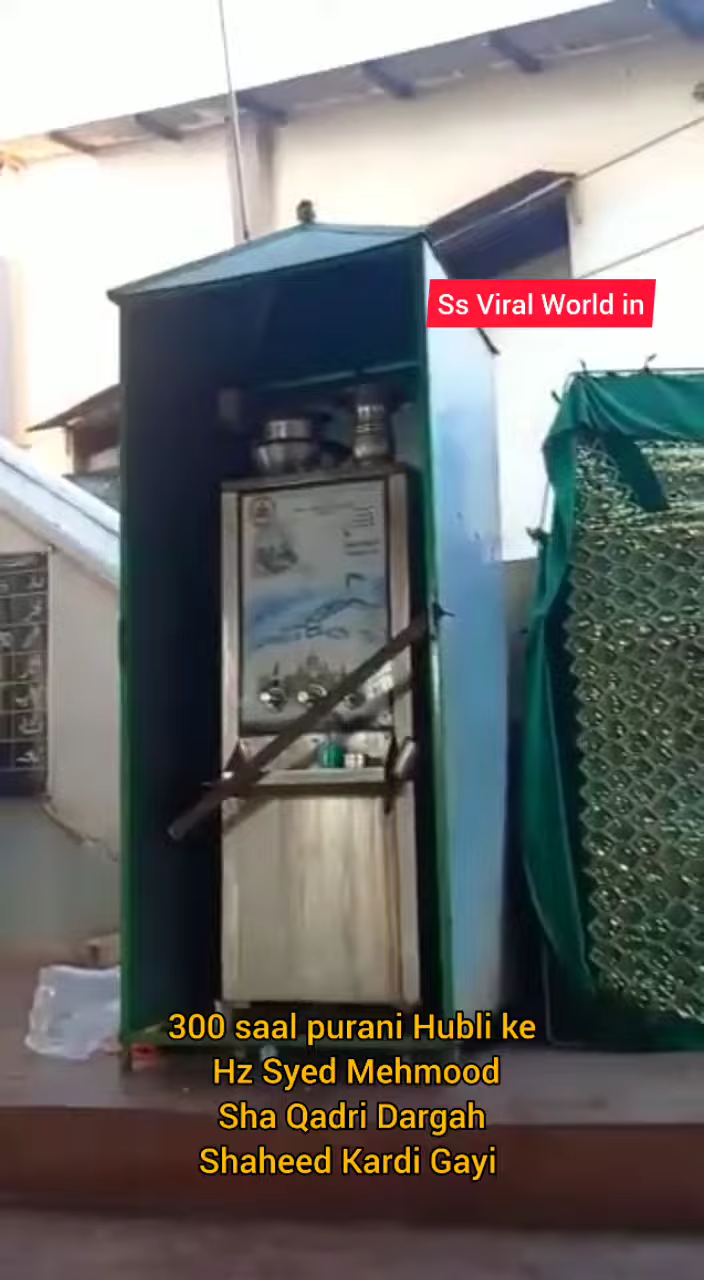 Ss Viral World in
300 saal purani Hubli ke
Hz Syed Mehmood
Sha Qadri Dargah
Shaheed Kardi Gayi